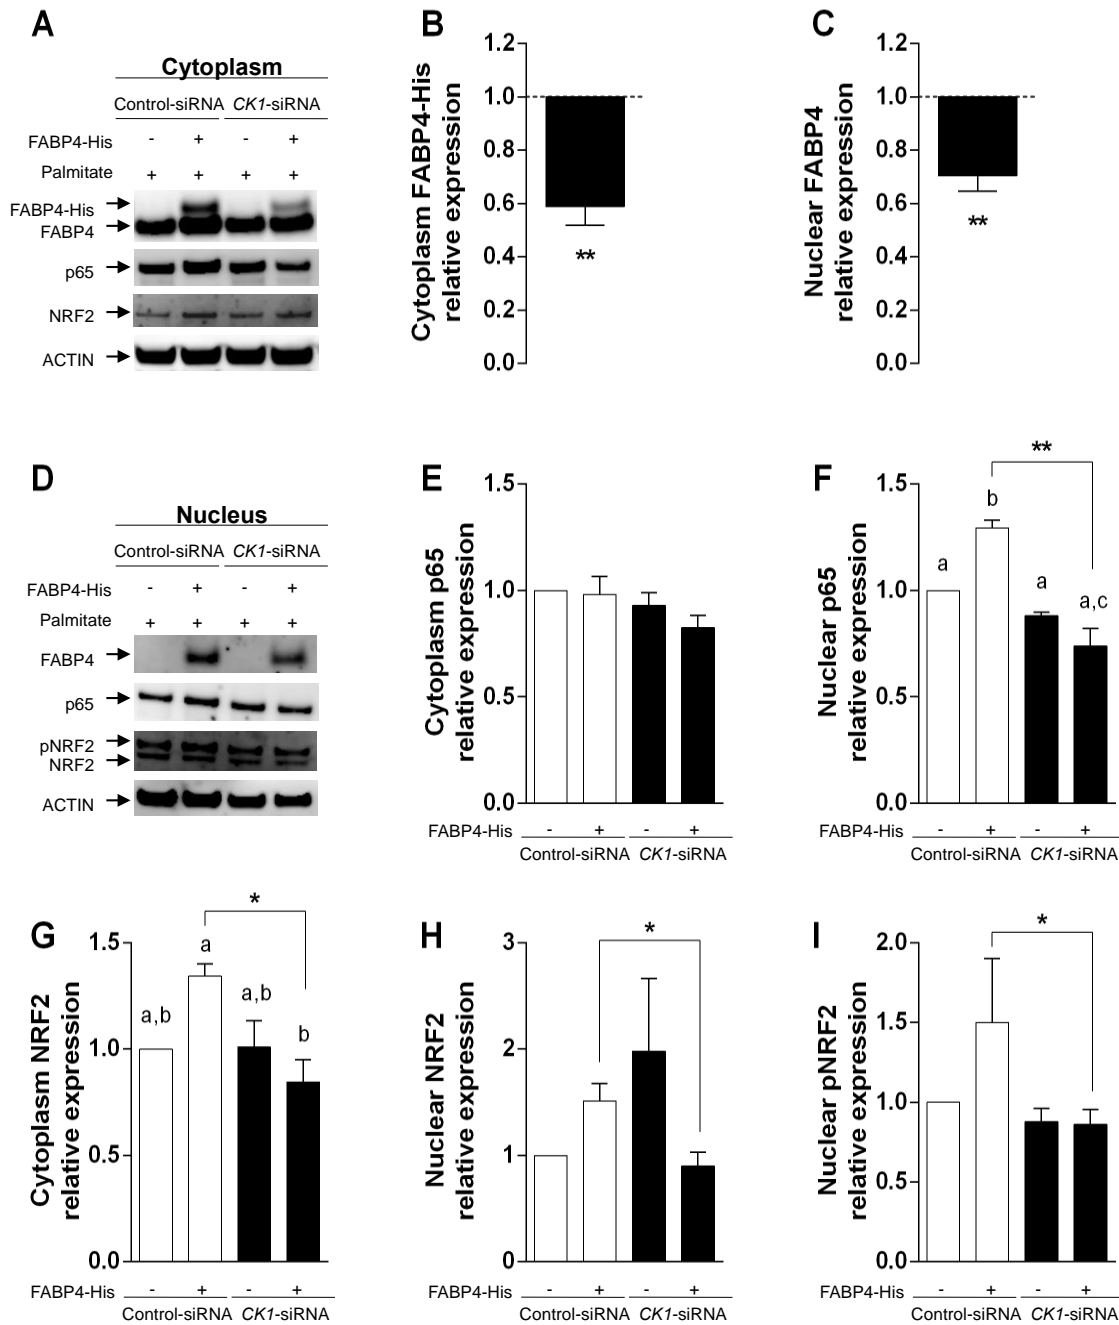 A
Cytoplasm
Control-siRNA CK1-siRNA
FABP4-His - + - +
Palmitate + + + +
FABP4-His
FABP4
p65
NRF2
ACTIN
B
Cytoplasm FABP4-His
relative expression
1.2
1.0
0.8
0.6
0.4
0.2
0.0
**
C
Nuclear FABP4
relative expression
1.2
1.0
0.8
0.6
0.4
0.2
0.0
**
D
Nucleus
Control-siRNA CK1-siRNA
FABP4-His - + - +
Palmitate + + + +
FABP4
p65
pNRF2
NRF2
ACTIN
E
Cytoplasm p65
relative expression
1.5
1.0
0.5
0.0
FABP4-His - + - +
Control-siRNA CK1-siRNA
F
Nuclear p65
relative expression
1.5
1.0
0.5
0.0
**
a b a a,c
FABP4-His - + - +
Control-siRNA CK1-siRNA
G
Cytoplasm NRF2
relative expression
1.5
1.0
0.5
0.0
*
a,b a a,b b
FABP4-His - + - +
Control-siRNA CK1-siRNA
H
Nuclear NRF2
relative expression
3
2
1
0
*
FABP4-His - + - +
Control-siRNA CK1-siRNA
I
Nuclear pNRF2
relative expression
2.0
1.5
1.0
0.5
0.0
*
FABP4-His - + - +
Control-siRNA CK1-siRNA